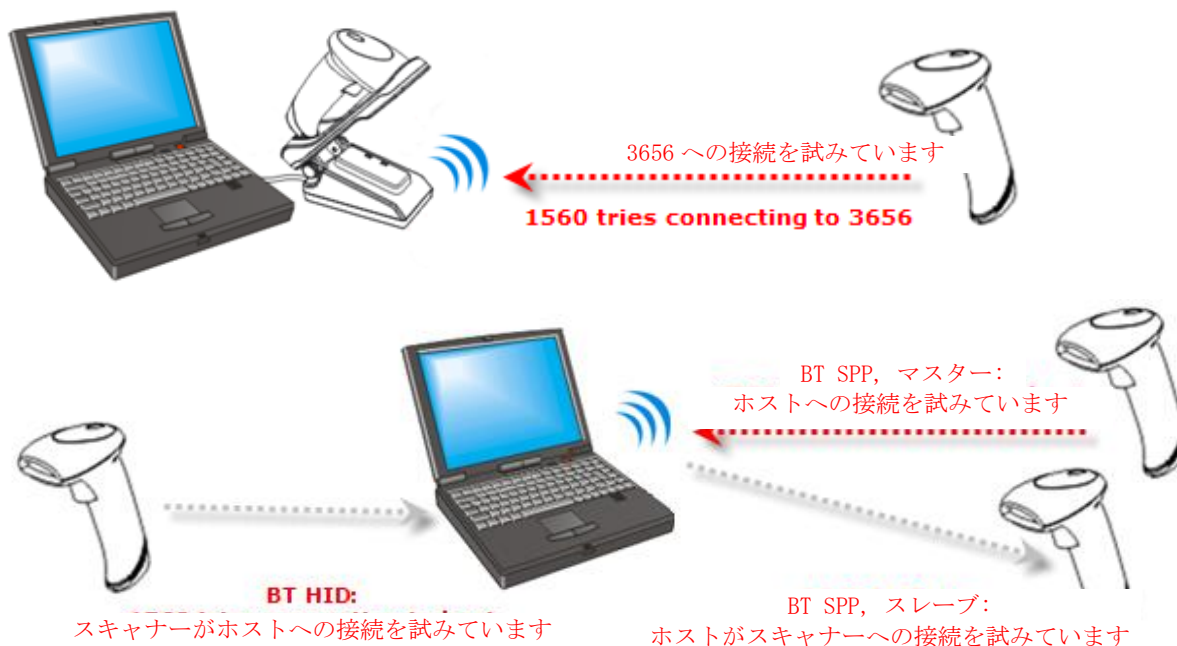 3656 への接続を試みています
1560 tries connecting to 3656
BT SPP, マスター:
ホストへの接続を試みています
BT HID:
スキャナーがホストへの接続を試みています
BT SPP, スレーブ:
ホストがスキャナーへの接続を試みています